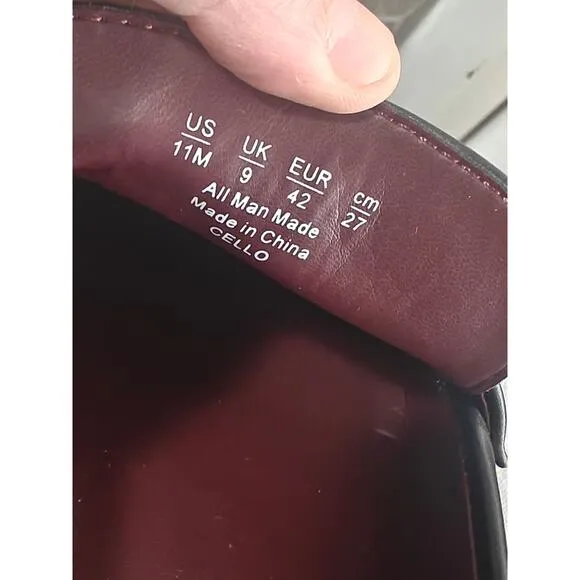 US UK EUR cm
11M 9 42 27
All Man Made
Made in China
CELLO